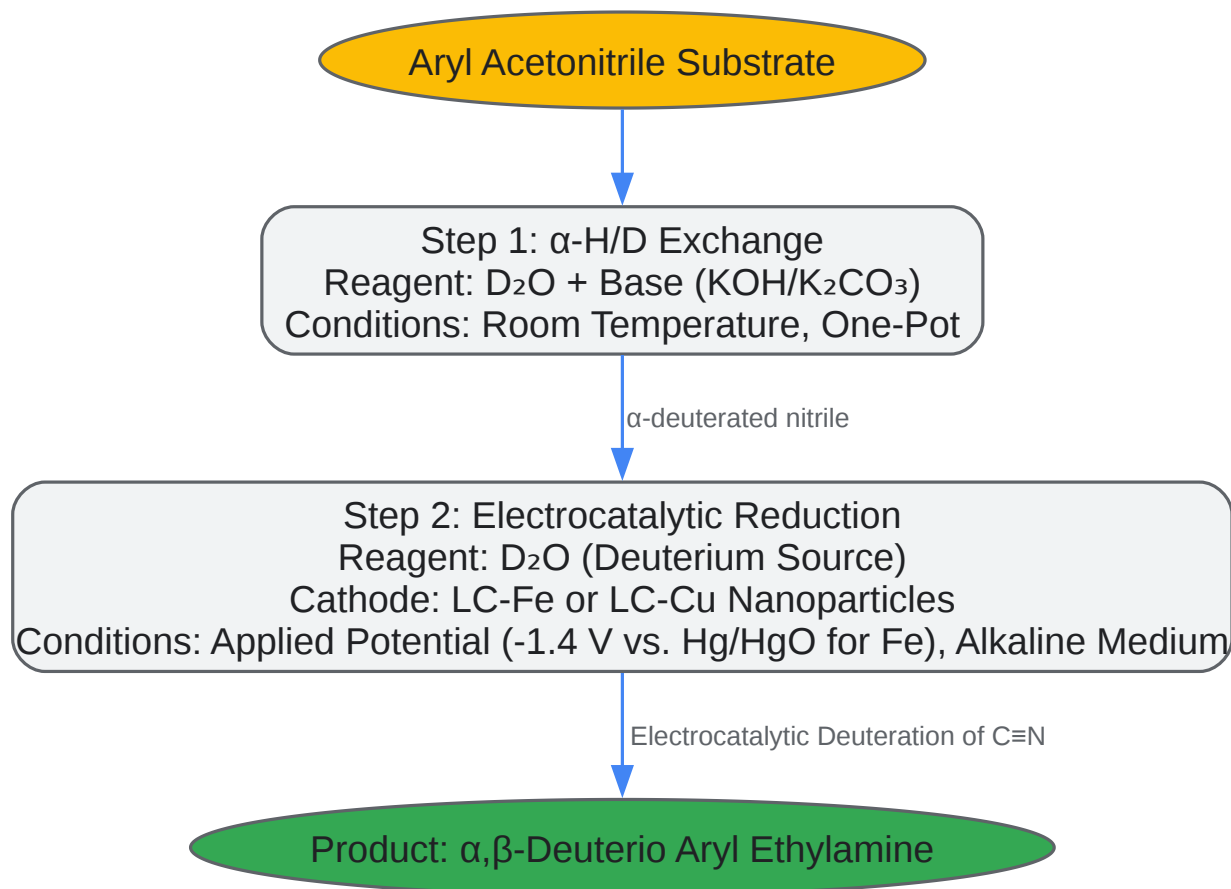 Aryl Acetonitrile Substrate
Step 1: α-H/D Exchange
Reagent: D₂O + Base (KOH/K₂CO₃)
Conditions: Room Temperature, One-Pot
α-deuterated nitrile
Step 2: Electrocatalytic Reduction
Reagent: D₂O (Deuterium Source)
Cathode: LC-Fe or LC-Cu Nanoparticles
Conditions: Applied Potential (-1.4 V vs. Hg/HgO for Fe), Alkaline Medium
Electrocatalytic Deuteration of C≡N
Product: α,β-Deuterio Aryl Ethylamine